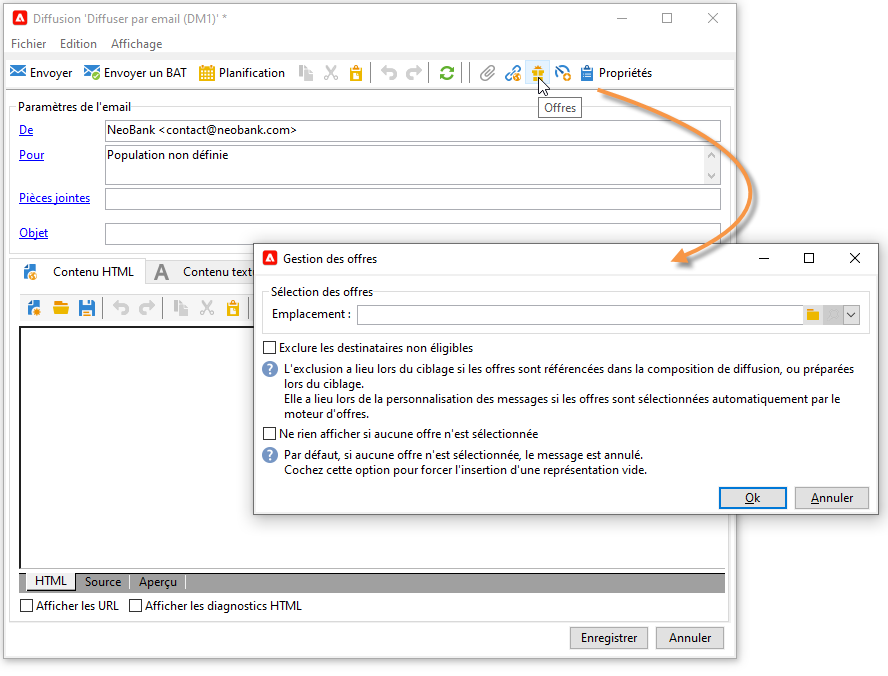 Diffusion 'Diffuser par email (DM1)' *
Fichier Edition Affichage
Envoyer Envoyer un BAT Planification Propriétés
Offres
Paramètres de l'email
De NeoBank <contact@neobank.com>
Pour Population non définie
Pièces jointes
Objet
Contenu HTML A Contenu textu
Gestion des offres
Sélection des offres
Emplacement :
Exclure les destinataires non éligibles
? L'exclusion a lieu lors du ciblage si les offres sont référencées dans la composition de diffusion, ou préparées
lors du ciblage.
Elle a lieu lors de la personnalisation des messages si les offres sont sélectionnées automatiquement par le
moteur d'offres.
Ne rien afficher si aucune offre n'est sélectionnée
? Par défaut, si aucune offre n'est sélectionnée, le message est annulé.
Cochez cette option pour forcer l'insertion d'une représentation vide.
Ok Annuler
HTML Source Aperçu
Afficher les URL Afficher les diagnostics HTML
Enregistrer Annuler